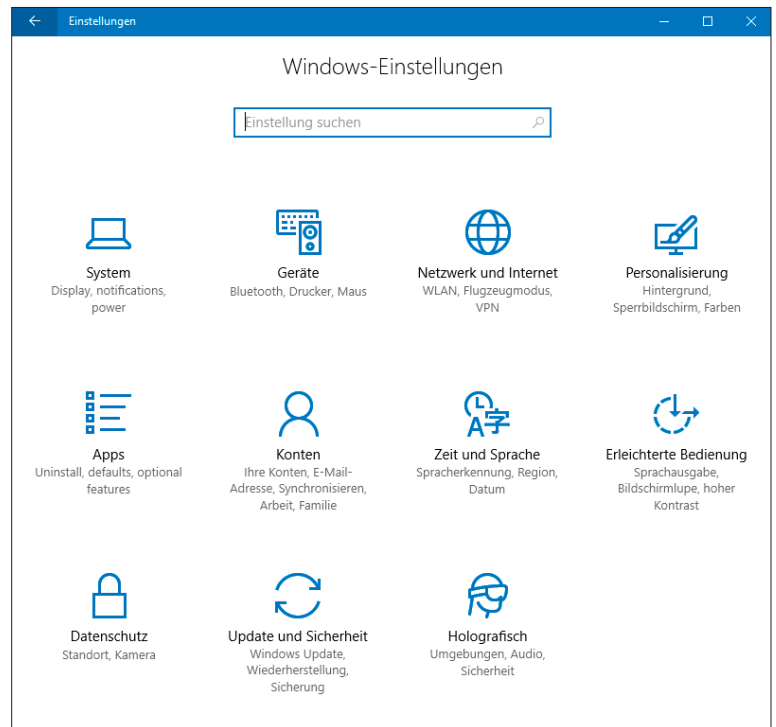 Einstellungen
Windows-Einstellungen
Einstellung suchen
System
Display, notifications,
power
Geräte
Bluetooth, Drucker, Maus
Netzwerk und Internet
WLAN, Flugzeugmodus,
VPN
Personalisierung
Hintergrund,
Sperrbildschirm, Farben
Apps
Uninstall, defaults, optional
features
Konten
Ihre Konten, E-Mail-
Adresse, Synchronisieren,
Arbeit, Familie
Zeit und Sprache
Spracherkennung, Region,
Datum
Erleichterte Bedienung
Sprachausgabe,
Bildschirmlupe, hoher
Kontrast
Datenschutz
Standort, Kamera
Update und Sicherheit
Windows Update,
Wiederherstellung,
Sicherung
Holografisch
Umgebungen, Audio,
Sicherheit